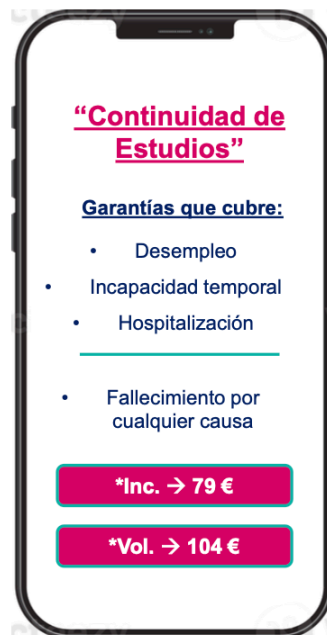 “Continuidad de
Estudios”
Garantías que cubre:
• Desempleo
• Incapacidad temporal
• Hospitalización
• Fallecimiento por
cualquier causa
*Inc. → 79 €
*Vol. → 104 €